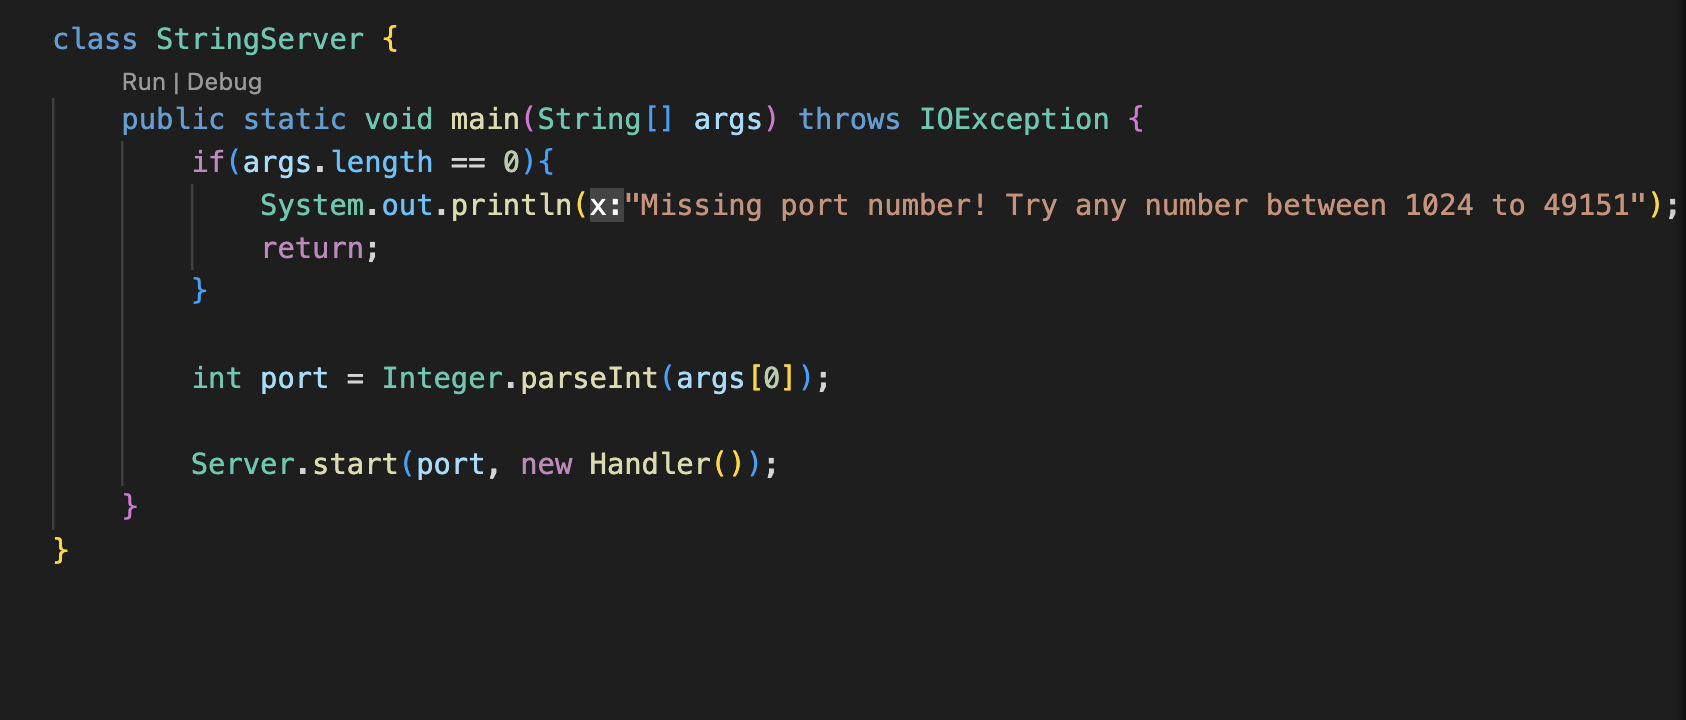 class StringServer {
Run | Debug
public static void main(String[] args) throws IOException {
if(args.length == 0){
System.out.println(x:"Missing port number! Try any number between 1024 to 49151");
return;
}
int port = Integer.parseInt(args[0]);
Server.start(port, new Handler());
}
}